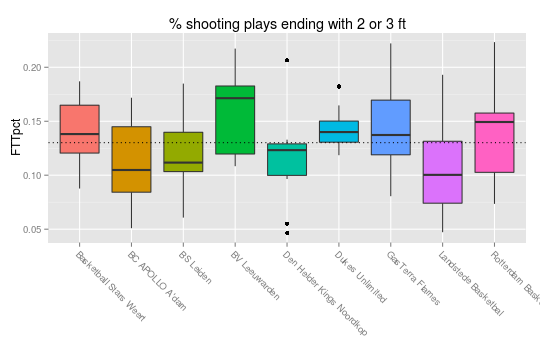 % shooting plays ending with 2 or 3 ft
FTTpct
0.20
0.15
0.10
0.05
Basketball Stars Weert
BC APOLLO A'dam
BS Leiden
BV Leeuwarden
Den Helder Kings Noordkop
Dukes Unlimited
GasTerra Flames
Landstede Basketbal
Rotterdam Bask